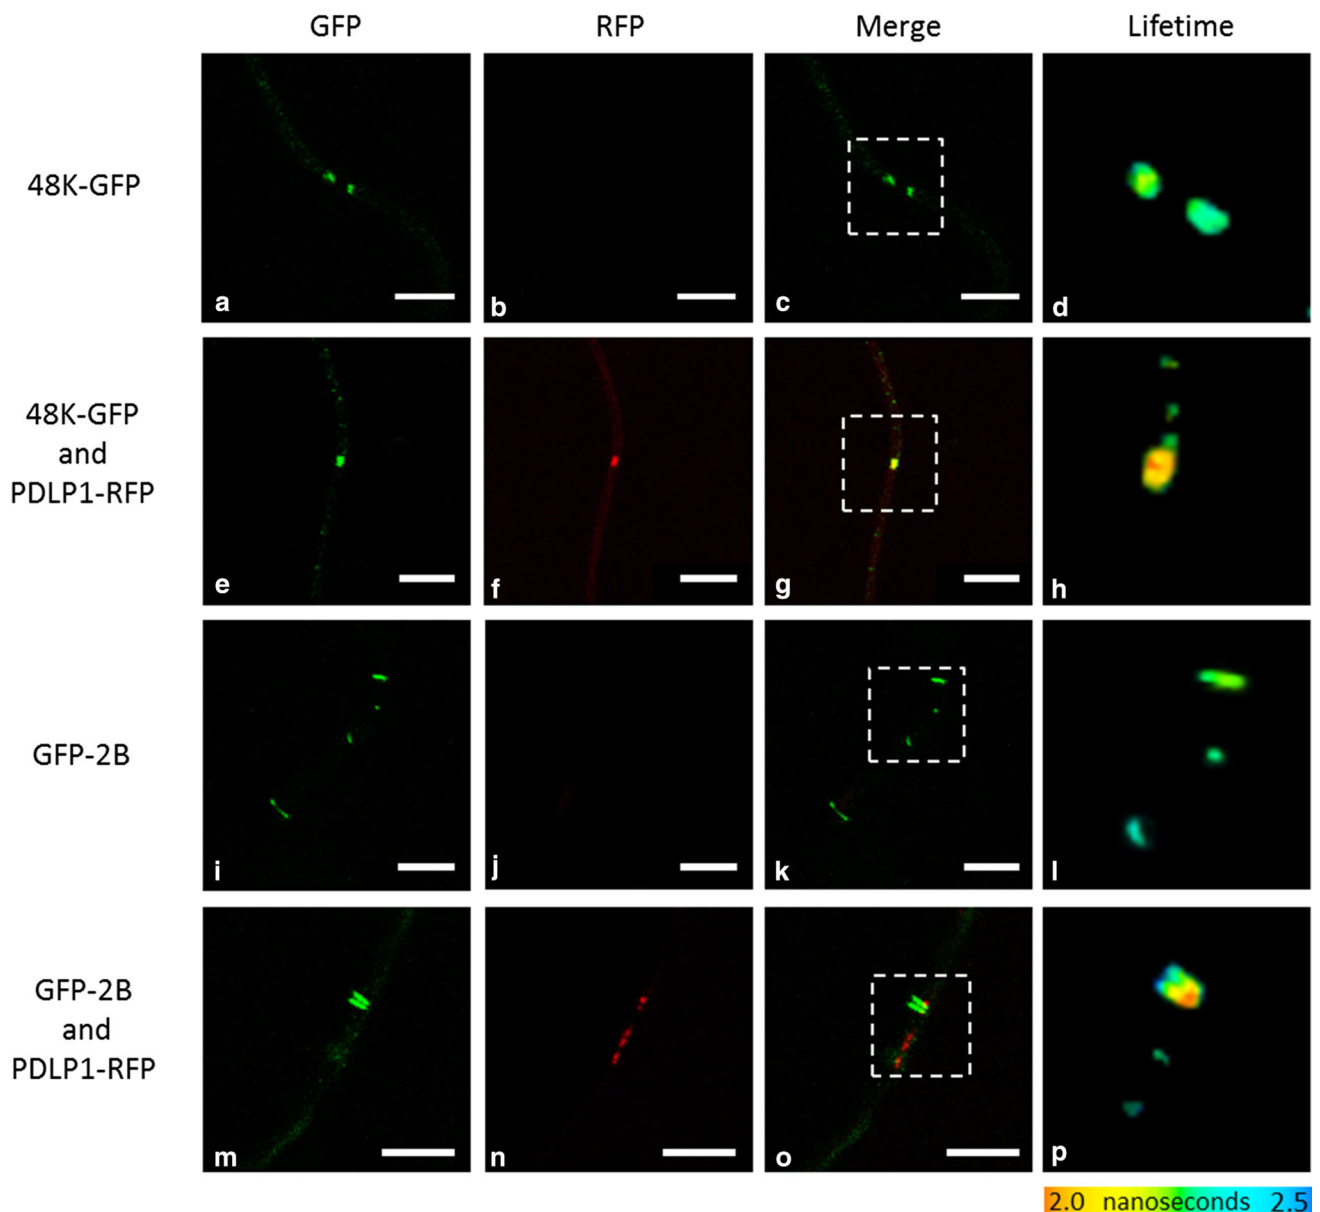 GFP RFP Merge Lifetime
48K-GFP
a b c d
48K-GFP
and
PDLP1-RFP
e f g h
GFP-2B
i j k l
GFP-2B
and
PDLP1-RFP
m n o p
2.0 nanoseconds 2.5